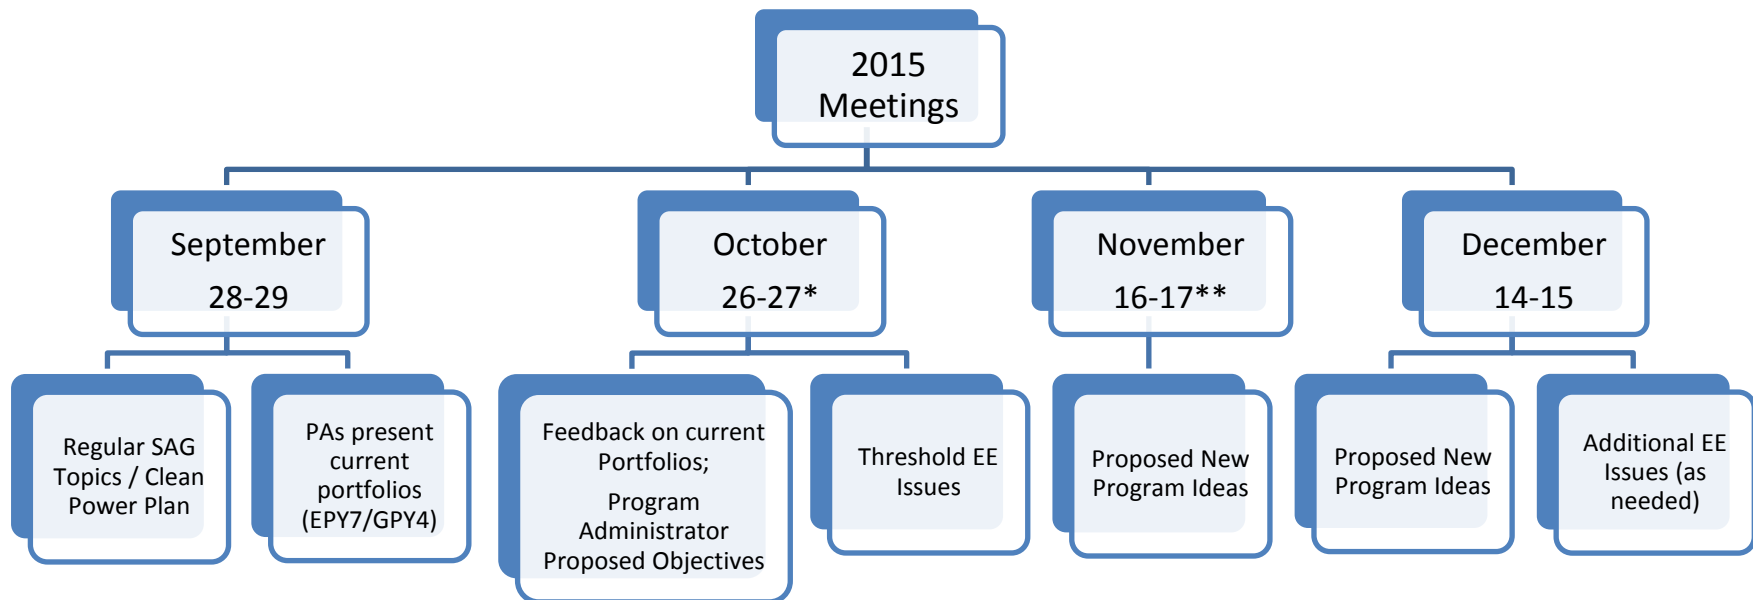 2015
Meetings
September
28-29
October
26-27*
November
16-17**
December
14-15
Regular SAG
Topics / Clean
Power Plan
PAs present
current
portfolios
(EPY7/GPY4)
Feedback on current
Portfolios;
Program
Administrator
Proposed Objectives
Threshold EE
Issues
Proposed New
Program Ideas
Proposed New
Program Ideas
Additional EE
Issues (as
needed)